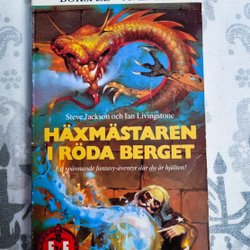 Steve Jackson och Ian Livingstone
HÄXMÄSTAREN
I RÖDA BERGET
Ett spännande fantasy-äventyr där du är hjälten!